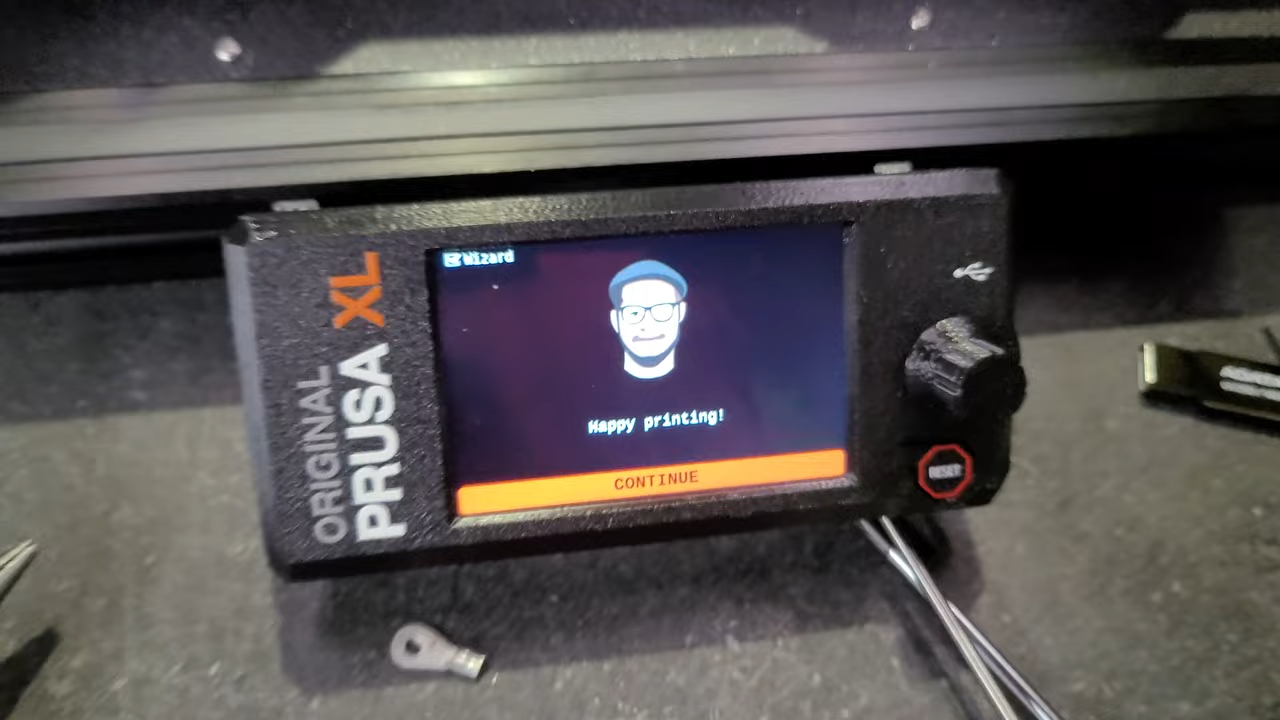 ORIGINAL
PRUSA XL
Wizard
Happy printing!
CONTINUE
RESET